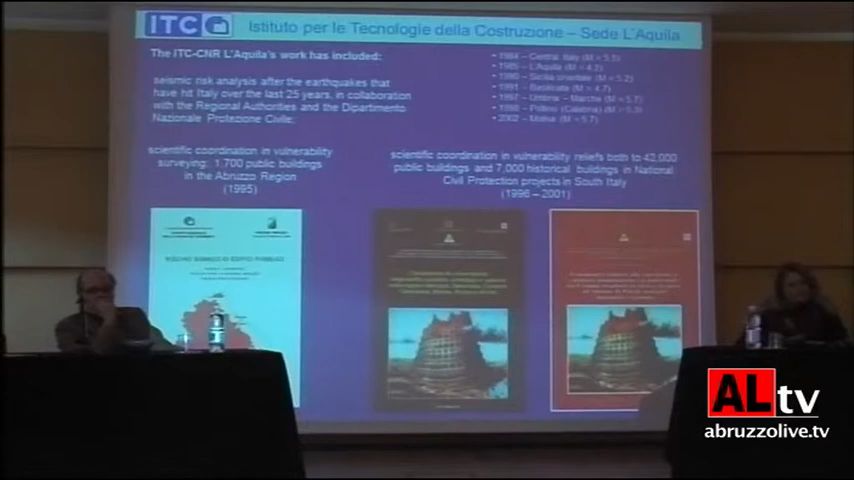 ITC
Istituto per le Tecnologie della Costruzione – Sede L'Aquila
The ITC-CNR L'Aquila's work has included:
seismic risk analysis after the earthquakes that
have hit Italy over the last 25 years, in collaboration
with the Regional Authorities and the Dipartimento
Nazionale Protezione Civile;
• 1984 – Central Italy (M = 5.5)
• 1985 – L'Aquila (M = 4.2)
• 1990 – Sicilia orientale (M = 5.2)
• 1991 – Basilicata (M = 4.7)
• 1997 – Umbria – Marche (M = 5.7)
• 1998 – Pollino (Calabria)
• 2002 – Molise (M = 5.7)
scientific coordination in vulnerability
surveying: 1,700 public buildings
in the Abruzzo Region
(1995)
scientific coordination in vulnerability reliefs both to 42,000
public buildings and 7,000 historical buildings in National
Civil Protection projects in South Italy
(1996 – 2001)
RISCHIO SISMICO DI EDIFICI PUBBLICI
ALtv
abruzzolive.tv